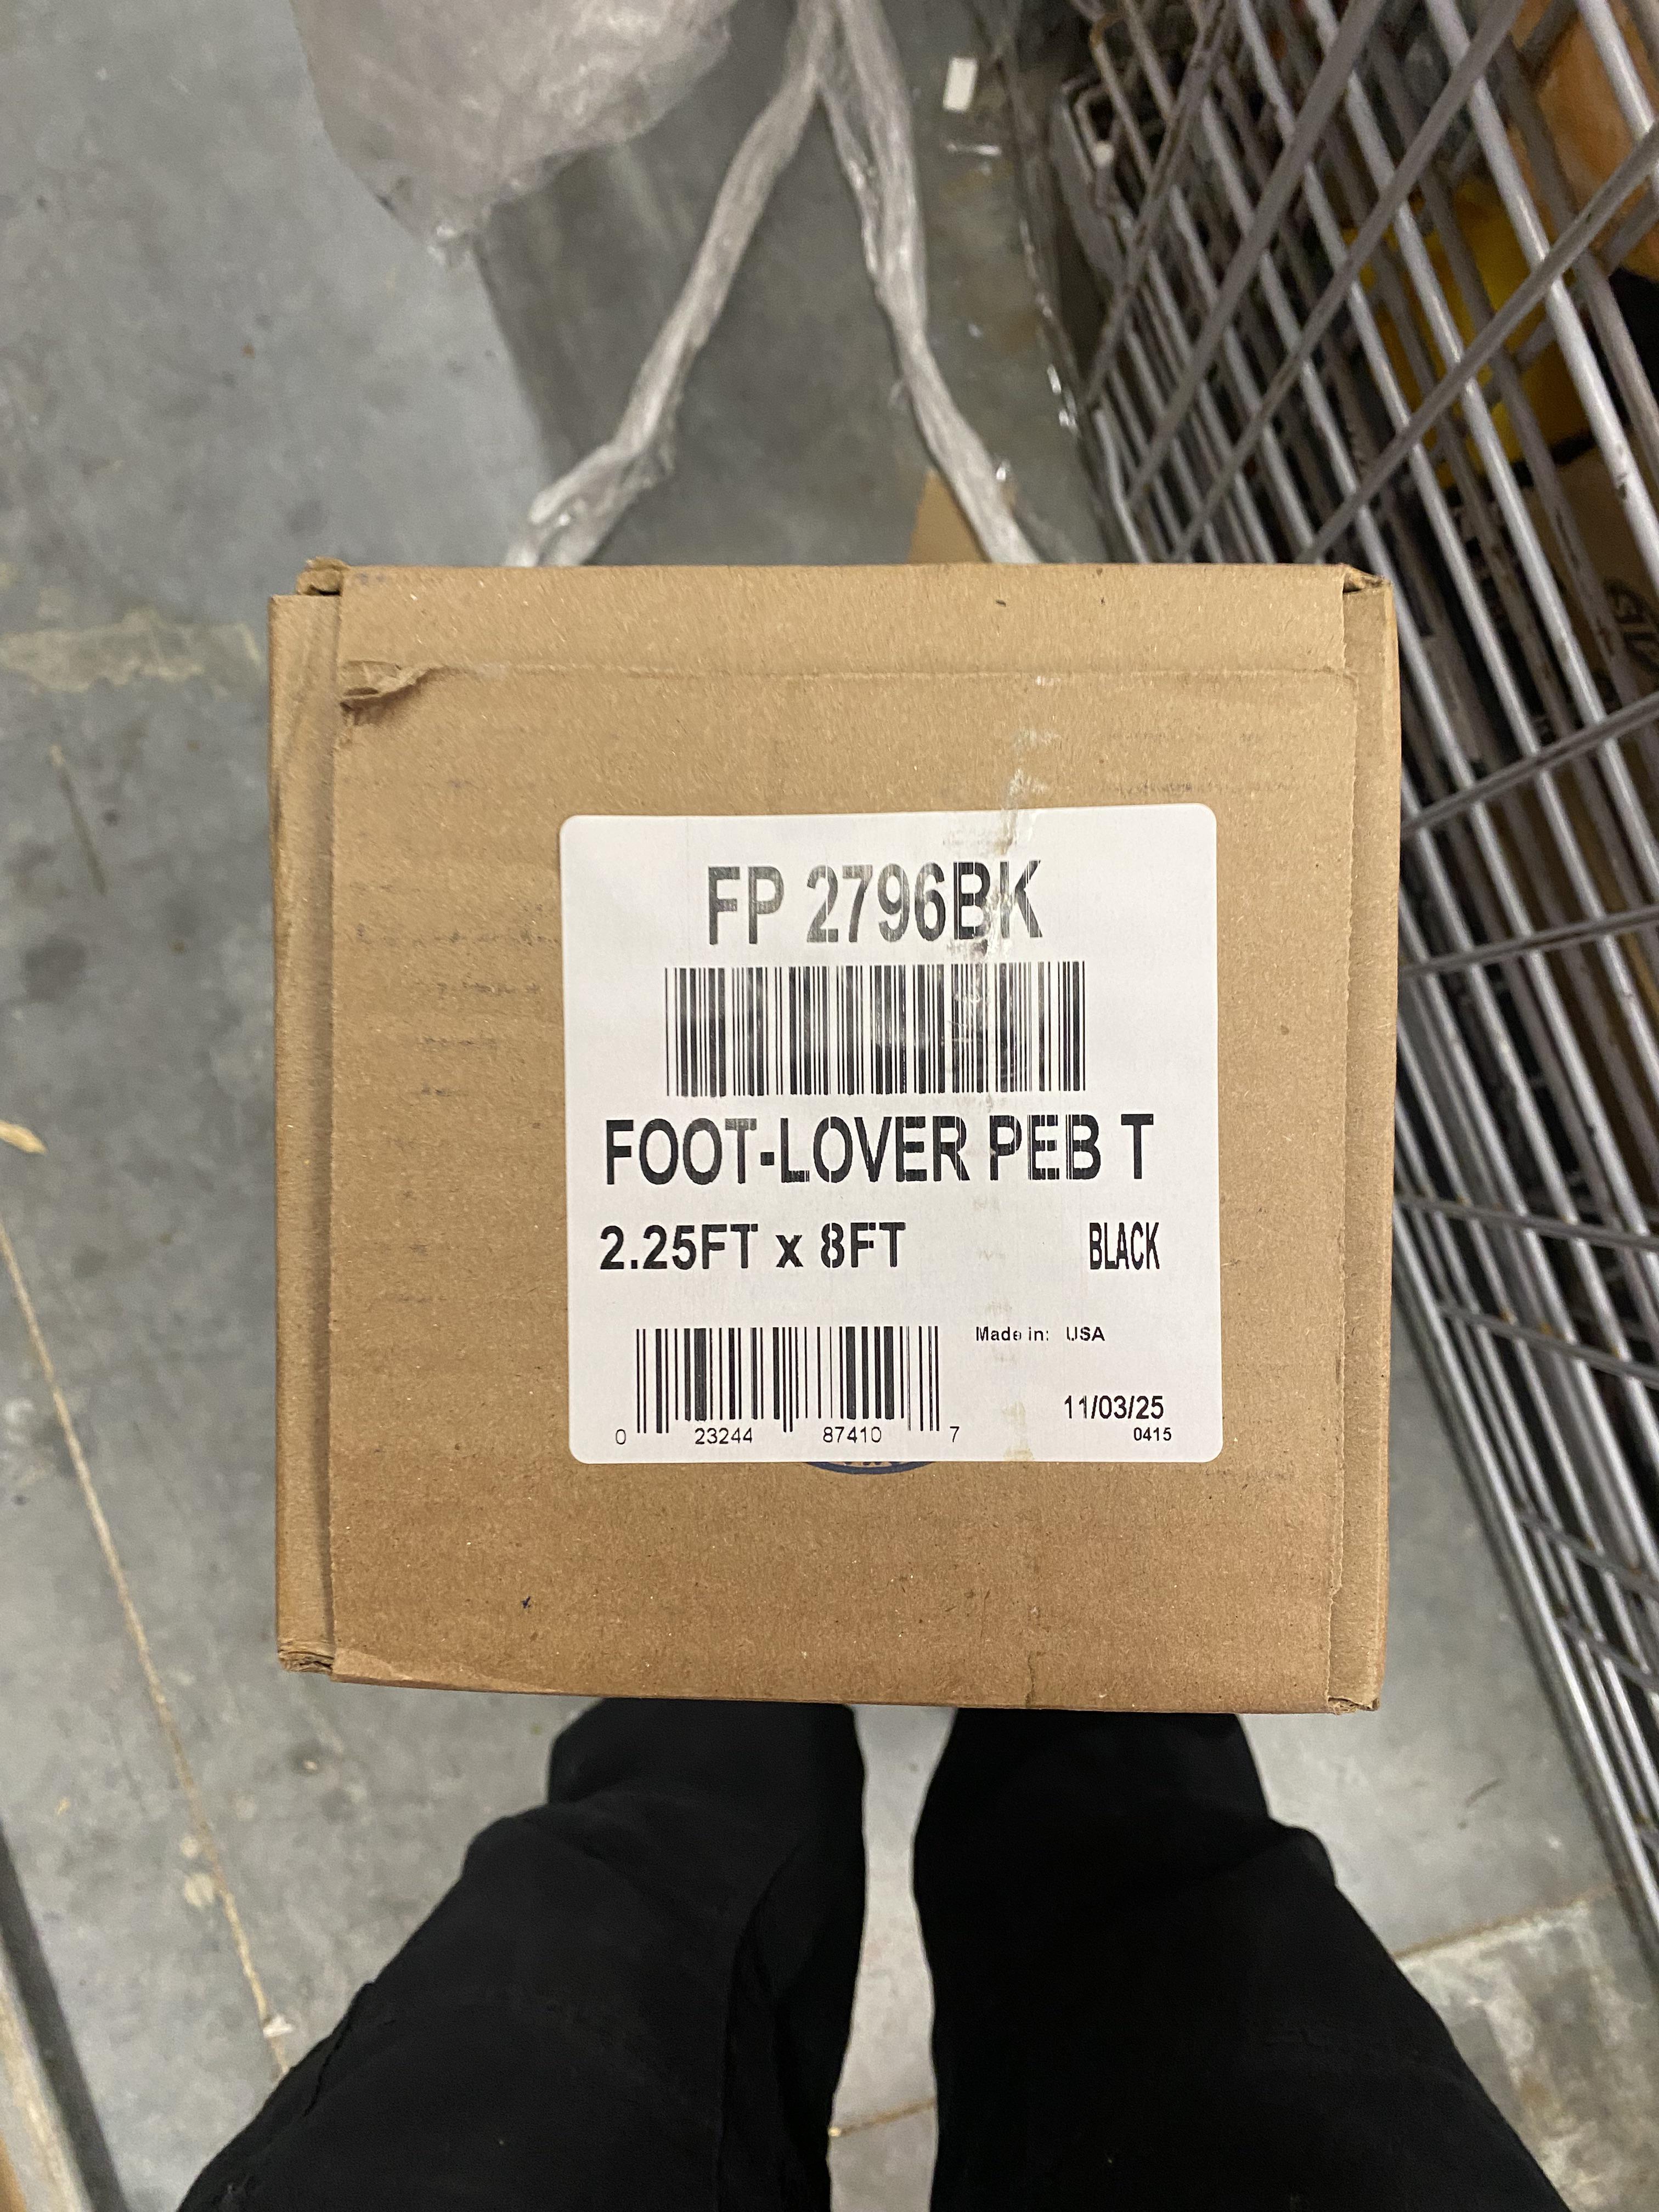 FP 2796BK
FOOT-LOVER PEB T
2.25FT x 8FT BLACK
Made in: USA
11/03/25
0 23244 87410 7
0415